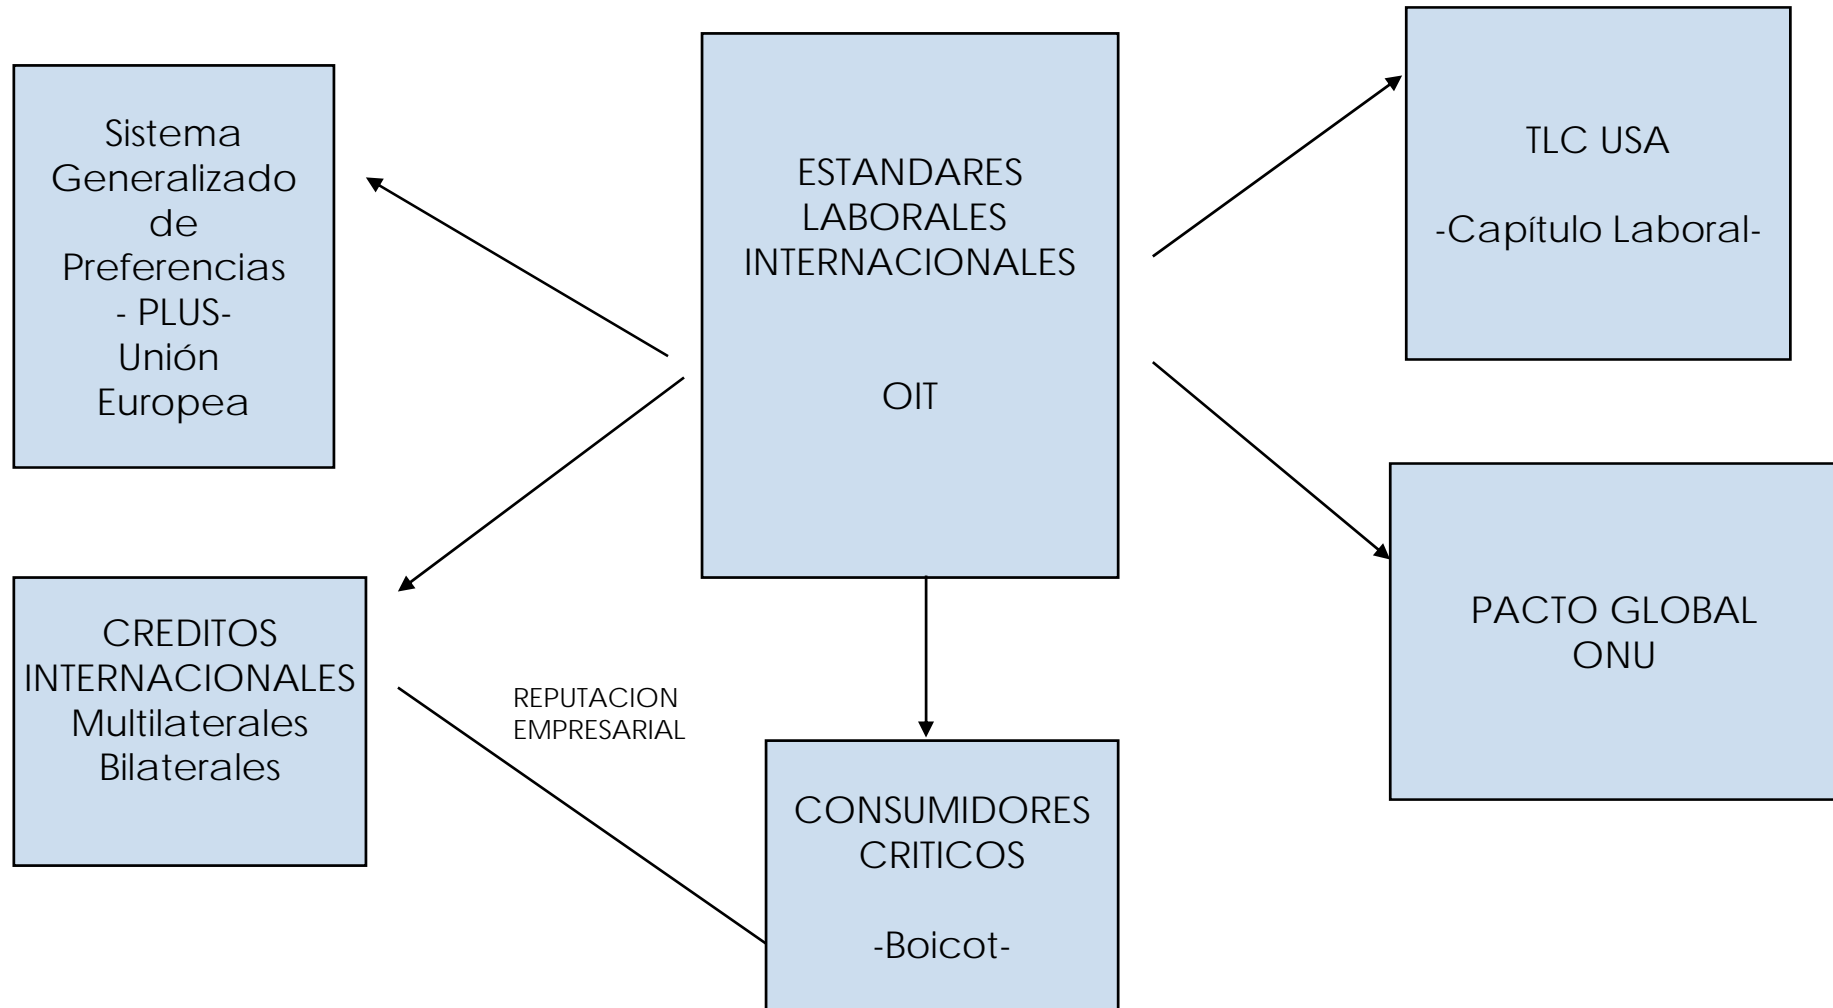 Sistema
Generalizado
de
Preferencias
- PLUS-
Unión
Europea
ESTANDARES
LABORALES
INTERNACIONALES
OIT
TLC USA
-Capítulo Laboral-
CREDITOS
INTERNACIONALES
Multilaterales
Bilaterales
REPUTACION
EMPRESARIAL
CONSUMIDORES
CRITICOS
-Boicot-
PACTO GLOBAL
ONU